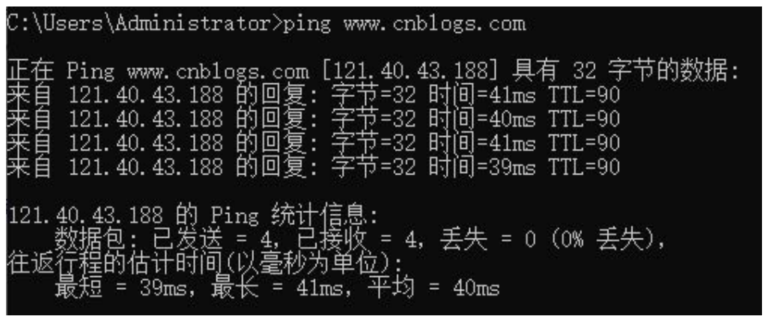 C:\Users\Administrator>ping www.cnblogs.com
正在 Ping www.cnblogs.com [121.40.43.188] 具有 32 字节的数据:
来自 121.40.43.188 的回复: 字节=32 时间=41ms TTL=90
来自 121.40.43.188 的回复: 字节=32 时间=40ms TTL=90
来自 121.40.43.188 的回复: 字节=32 时间=41ms TTL=90
来自 121.40.43.188 的回复: 字节=32 时间=39ms TTL=90
121.40.43.188 的 Ping 统计信息:
数据包: 已发送 = 4, 已接收 = 4, 丢失 = 0 (0% 丢失),
往返行程的估计时间(以毫秒为单位):
最短 = 39ms, 最长 = 41ms, 平均 = 40ms